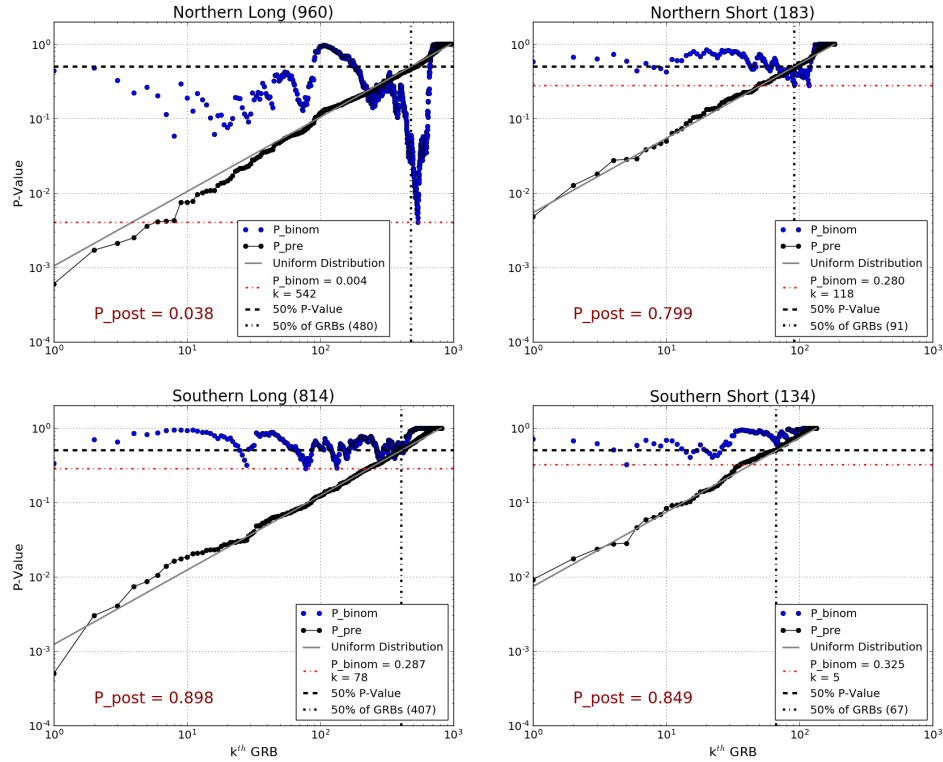 Northern Long (960)
P-Value
10^0
10^-1
10^-2
10^-3
10^-4
10^0
10^1
10^2
10^3
P_post = 0.038
P_binom
P_pre
Uniform Distribution
P_binom = 0.004
k = 542
50% P-Value
50% of GRBs (480)
Northern Short (183)
10^0
10^-1
10^-2
10^-3
10^-4
10^0
10^1
10^2
10^3
P_post = 0.799
P_binom
P_pre
Uniform Distribution
P_binom = 0.280
k = 118
50% P-Value
50% of GRBs (91)
Southern Long (814)
P-Value
10^0
10^-1
10^-2
10^-3
10^-4
10^0
10^1
10^2
10^3
k^th GRB
P_post = 0.898
P_binom
P_pre
Uniform Distribution
P_binom = 0.287
k = 78
50% P-Value
50% of GRBs (407)
Southern Short (134)
10^0
10^-1
10^-2
10^-3
10^-4
10^0
10^1
10^2
10^3
k^th GRB
P_post = 0.849
P_binom
P_pre
Uniform Distribution
P_binom = 0.325
k = 5
50% P-Value
50% of GRBs (67)